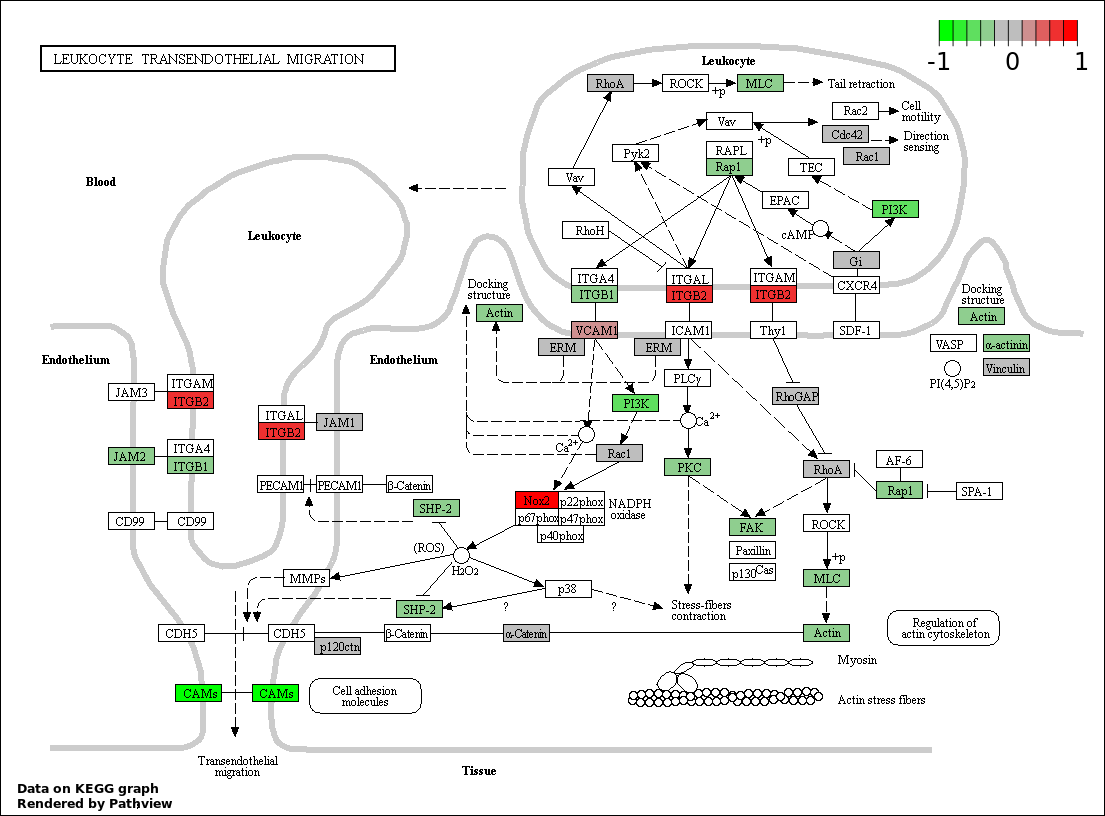 LEUKOCYTE TRANSENDOTHELIAL MIGRATION
-1 0 1
Leukocyte
RhoA
ROCK
+p
MLC
Tail retraction
Rac2
Cell
motility
Vav
+p
Cdc42
Direction
sensing
Rac1
Pyk2
RAPL
Rap1
TEC
Vav
EPAC
PI3K
RhoH
cAMP
Gi
ITGA4
ITGB1
ITGAL
ITGB2
ITGAM
ITGB2
CXCR4
Blood
Leukocyte
Docking
structure
Actin
Docking
structure
Actin
VCAM1
ICAM1
Thy1
SDF-1
ERM
ERM
VASP
α-actinin
PI(4,5)P2
Vinculin
Endothelium
Endothelium
PLCγ
JAM3
ITGAM
ITGB2
PI3K
RhoGAP
ITGAL
ITGB2
JAM1
Ca2+
Ca2+
JAM2
ITGA4
ITGB1
Rac1
PKC
RhoA
AF-6
Rap1
SPA-1
PECAM1
PECAM1
β-Catenin
Nox2
p22phox
p67phox
p47phox
p40phox
NADPH
oxidase
SHP-2
CD99
CD99
FAK
Paxillin
p130Cas
ROCK
+p
MLC
(ROS)
H2O2
MMPs
p38
SHP-2
?
?
Stress-fibers
contraction
CDH5
CDH5
p120ctn
β-Catenin
α-Catenin
Actin
Regulation of
actin cytoskeleton
Myosin
Actin stress fibers
CAMs
CAMs
Cell adhesion
molecules
Transendothelial
migration
Tissue
Data on KEGG graph
Rendered by Pathview